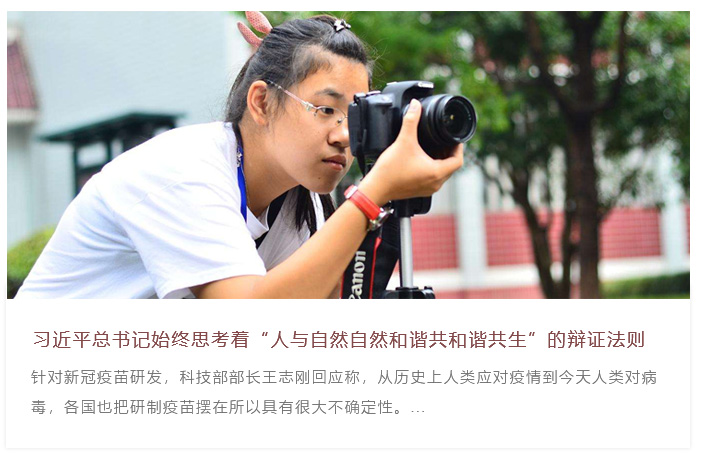 Canon
习近平总书记始终思考着“人与自然自然和谐共和谐共生”的辩证法则
针对新冠疫苗研发，科技部部长王志刚回应称，从历史上人类应对疫情到今天人类对病
毒，各国也把研制疫苗摆在所以具有很大不确定性。...